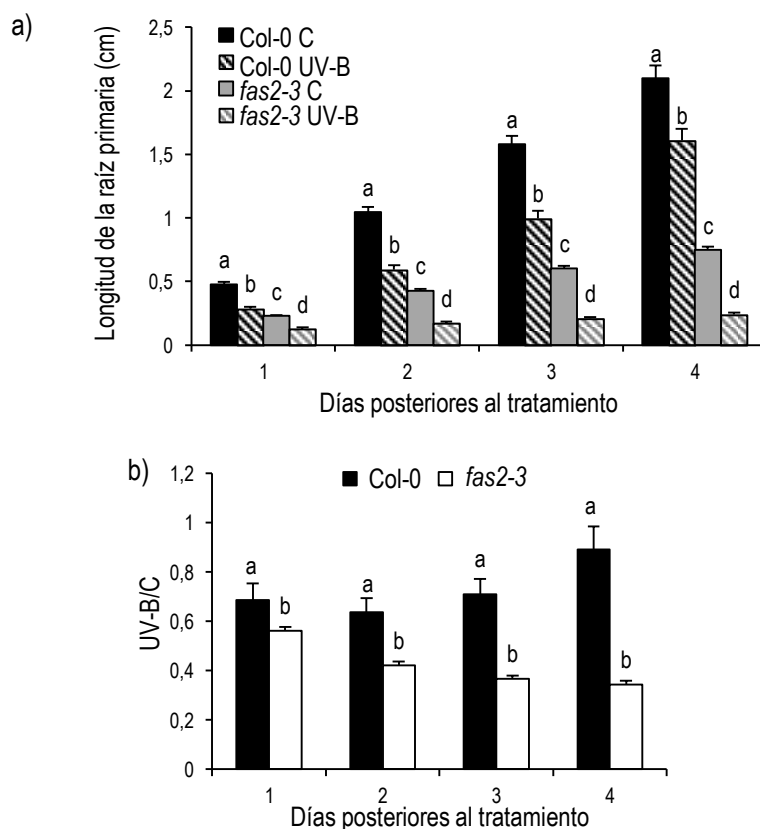 a)
Longitud de la raíz primaria (cm)
2,5
2
1,5
1
0,5
0
Col-0 C
Col-0 UV-B
fas2-3 C
fas2-3 UV-B
a
b
c
d
a
b
c
d
a
b
c
d
a
b
c
d
1
2
3
4
Días posteriores al tratamiento
b)
UV-B/C
1,2
1
0,8
0,6
0,4
0,2
0
Col-0
fas2-3
a
b
a
b
a
b
a
b
1
2
3
4
Días posteriores al tratamiento